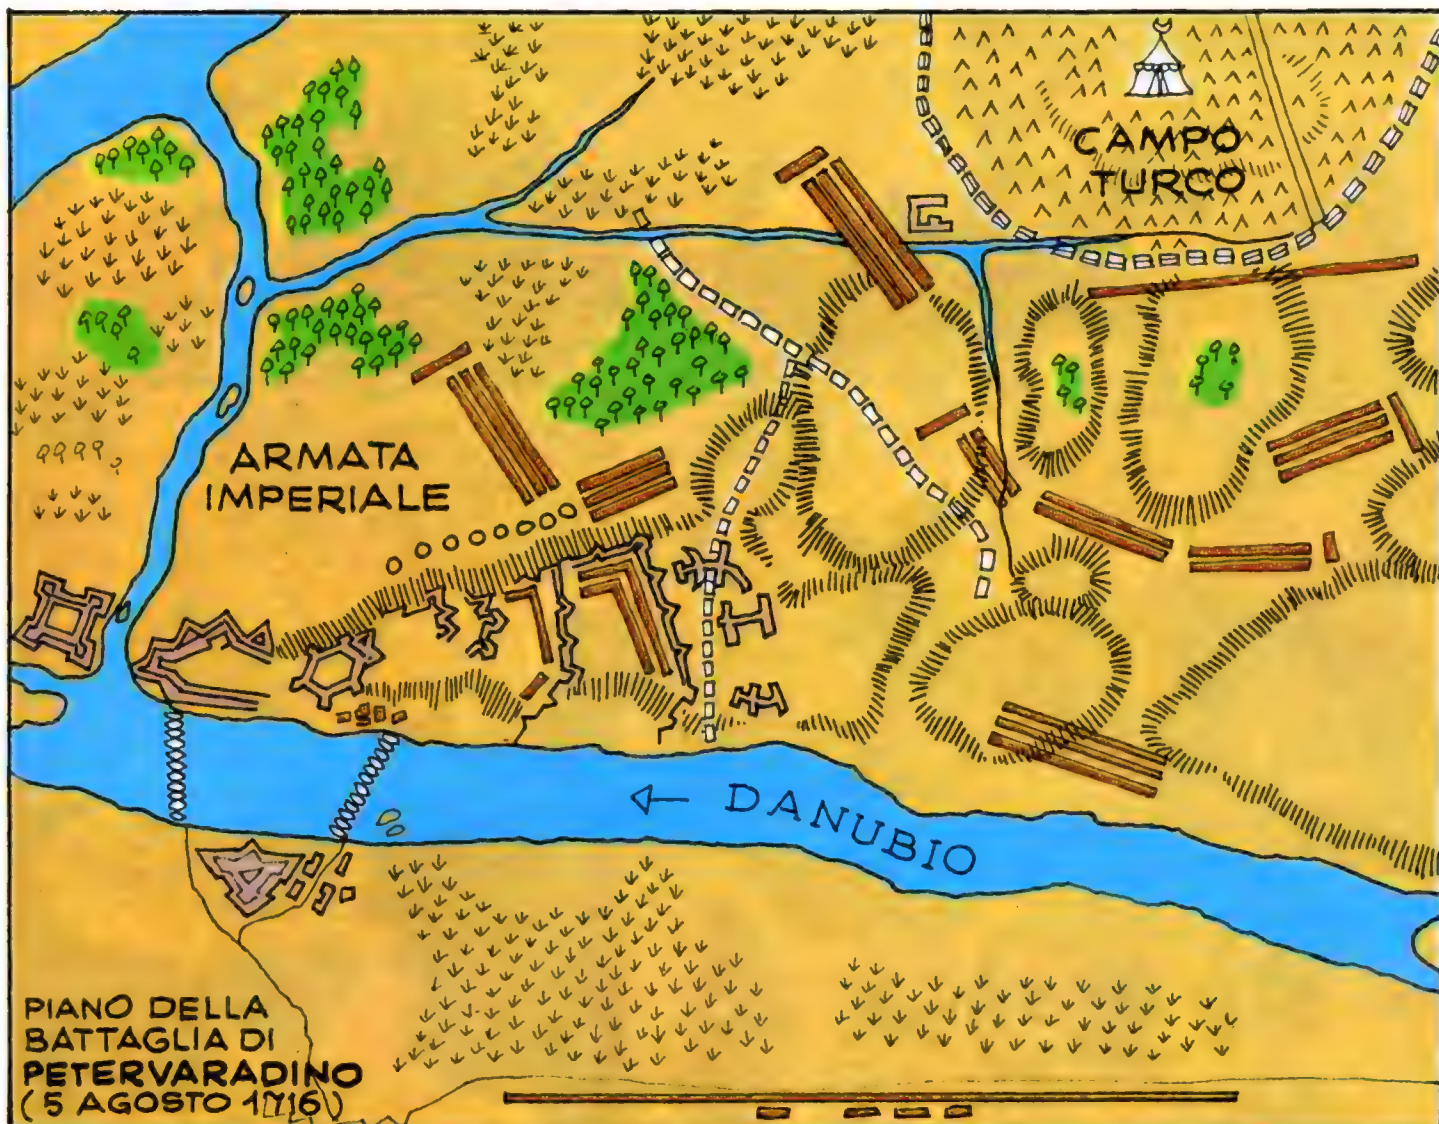 CAMPO
TURCO
ARMATA
IMPERIALE
← DANUBIO
PIANO DELLA
BATTAGLIA DI
PETERVARADINO
(5 AGOSTO 1716)